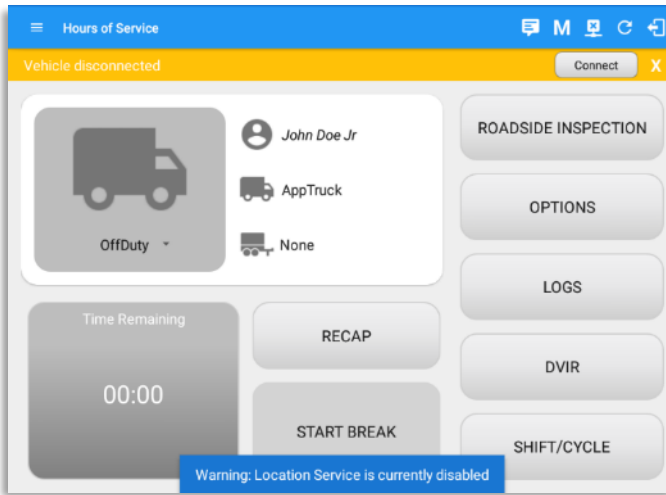 Hours of Service
M
Vehicle disconnected
Connect
X
John Doe Jr
AppTruck
None
OffDuty
Time Remaining
00:00
RECAP
START BREAK
ROADSIDE INSPECTION
OPTIONS
LOGS
DVIR
SHIFT/CYCLE
Warning: Location Service is currently disabled